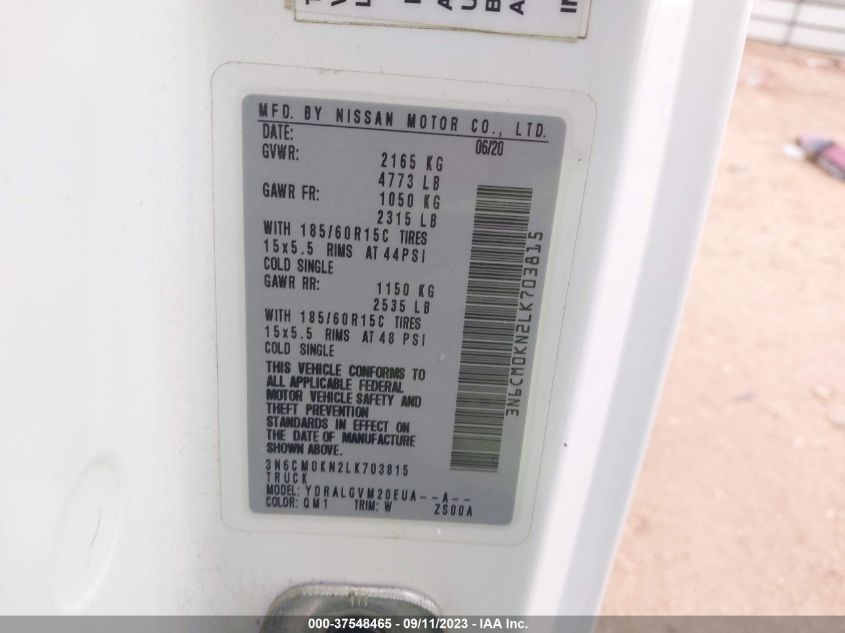 MFD. BY NISSAN MOTOR CO., LTD.
DATE: 06/20
GVWR: 2165 KG
4773 LB
GAWR FR: 1050 KG
2315 LB
WITH 185/60R15C TIRES
15x5.5 RIMS AT 44PSI
COLD SINGLE
GAWR RR: 1150 KG
2535 LB
WITH 185/60R15C TIRES
15x5.5 RIMS AT 48 PSI
COLD SINGLE
THIS VEHICLE CONFORMS TO
ALL APPLICABLE FEDERAL
MOTOR VEHICLE SAFETY AND
THEFT PREVENTION
STANDARDS IN EFFECT ON
THE DATE OF MANUFACTURE
SHOWN ABOVE.
3N6CM0KN2LK703815
TRUCK
MODEL: YDRALGVM20EUA--A--
COLOR: QM1 TRIM: W ZS00A
3N6CM0KN2LK703815
000-37548465 - 09/11/2023 - IAA Inc.